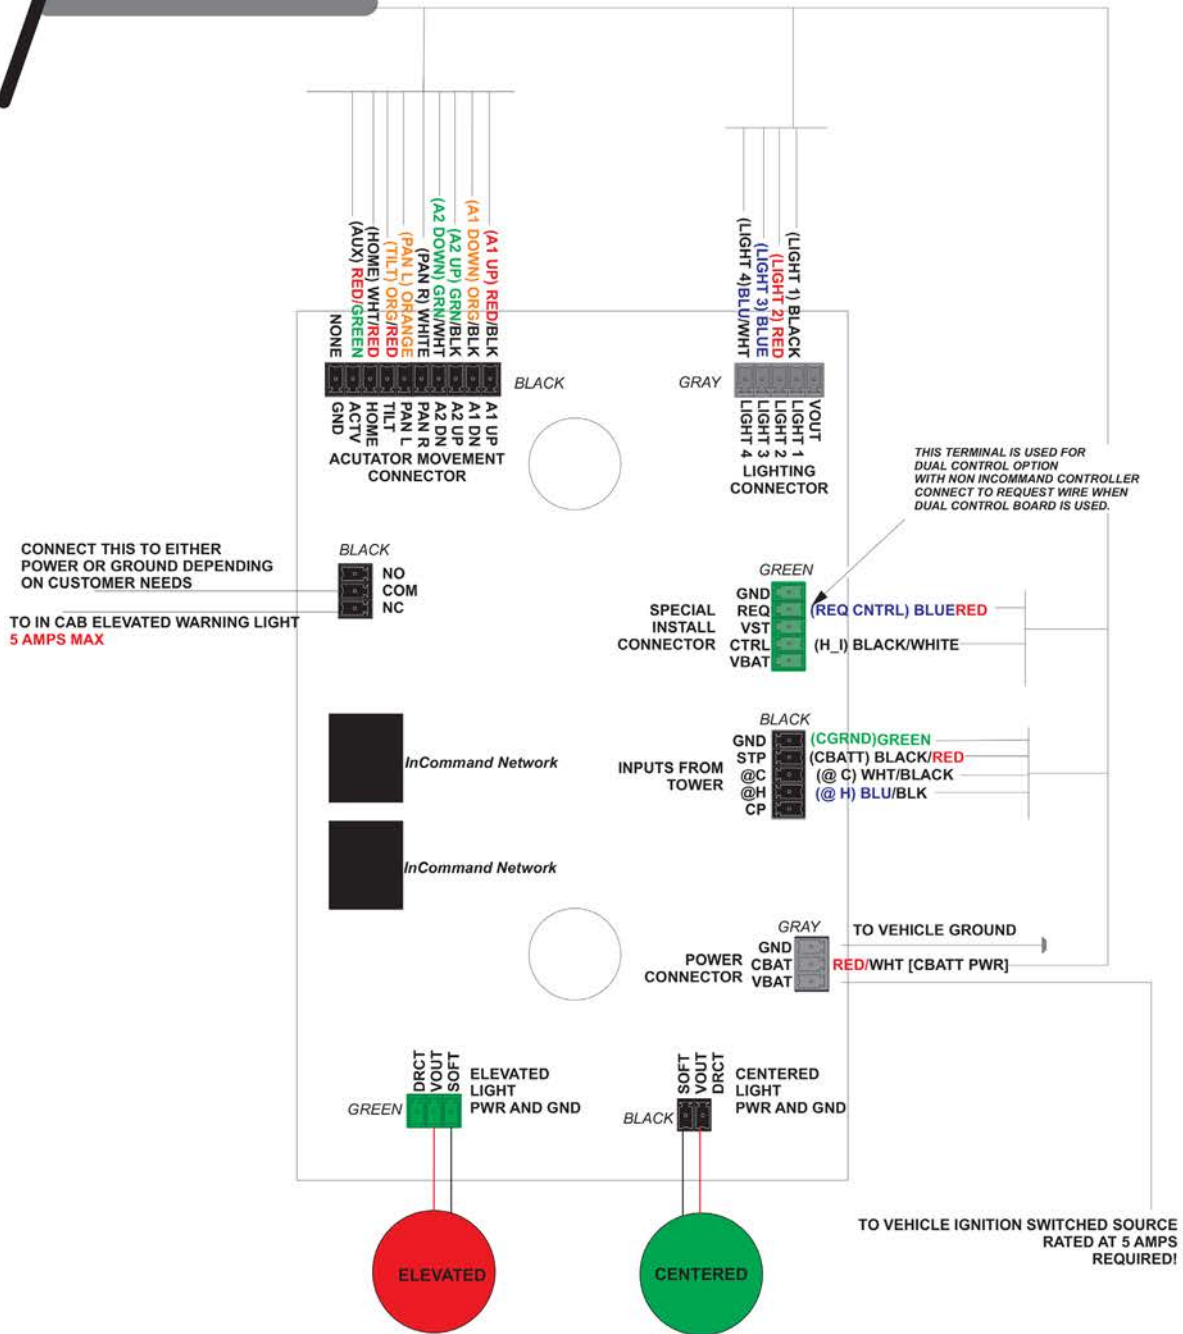 (AUX) RED/GREEN
(HOME) WHT/RED
(TILT) ORG/RED
(PAN L) ORANGE
(PAN R) WHITE
(A2 DOWN) GRN/WHT
(A2 UP) GRN/BLK
(A1 DOWN) ORG/BLK
(A1 UP) RED/BLK
NONE
BLACK
GND
ACTV
HOME
TILT
PAN L
PAN R
A2 DN
A2 UP
A1 DN
A1 UP
ACUTATOR MOVEMENT
CONNECTOR
(LIGHT 4)BLU/WHT
(LIGHT 3) BLUE
(LIGHT 2) RED
(LIGHT 1) BLACK
GRAY
LIGHT 4
LIGHT 3
LIGHT 2
LIGHT 1
VOUT
LIGHTING
CONNECTOR
THIS TERMINAL IS USED FOR
DUAL CONTROL OPTION
WITH NON INCOMMAND CONTROLLER
CONNECT TO REQUEST WIRE WHEN
DUAL CONTROL BOARD IS USED.
CONNECT THIS TO EITHER
POWER OR GROUND DEPENDING
ON CUSTOMER NEEDS
TO IN CAB ELEVATED WARNING LIGHT
5 AMPS MAX
BLACK
NO
COM
NC
GREEN
SPECIAL
INSTALL
CONNECTOR
GND
REQ
VST
CTRL
VBAT
(REQ CNTRL) BLUERED
(H_I) BLACK/WHITE
BLACK
INPUTS FROM
TOWER
GND
STP
@C
@H
CP
(CGRND)GREEN
(CBATT) BLACK/RED
(@ C) WHT/BLACK
(@ H) BLU/BLK
InCommand Network
InCommand Network
GRAY
POWER
CONNECTOR
GND
CBAT
VBAT
TO VEHICLE GROUND
RED/WHT [CBATT PWR]
DRCT
VOUT
SOFT
GREEN
ELEVATED
LIGHT
PWR AND GND
SOFT
VOUT
DRCT
BLACK
CENTERED
LIGHT
PWR AND GND
TO VEHICLE IGNITION SWITCHED SOURCE
RATED AT 5 AMPS
REQUIRED!
ELEVATED
CENTERED